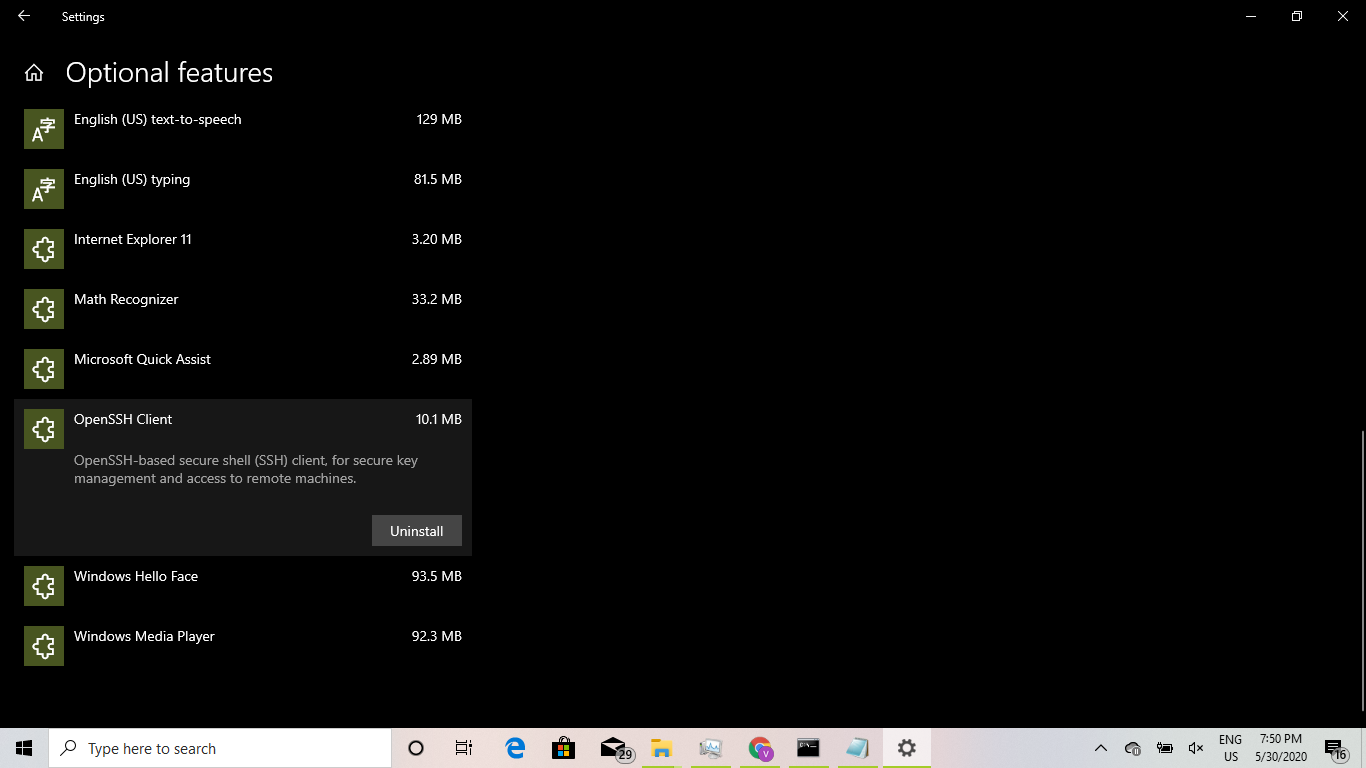 Settings
Optional features
English (US) text-to-speech 129 MB
English (US) typing 81.5 MB
Internet Explorer 11 3.20 MB
Math Recognizer 33.2 MB
Microsoft Quick Assist 2.89 MB
OpenSSH Client 10.1 MB
OpenSSH-based secure shell (SSH) client, for secure key
management and access to remote machines.
Uninstall
Windows Hello Face 93.5 MB
Windows Media Player 92.3 MB
Type here to search
29
V
ENG
US
7:50 PM
5/30/2020
16